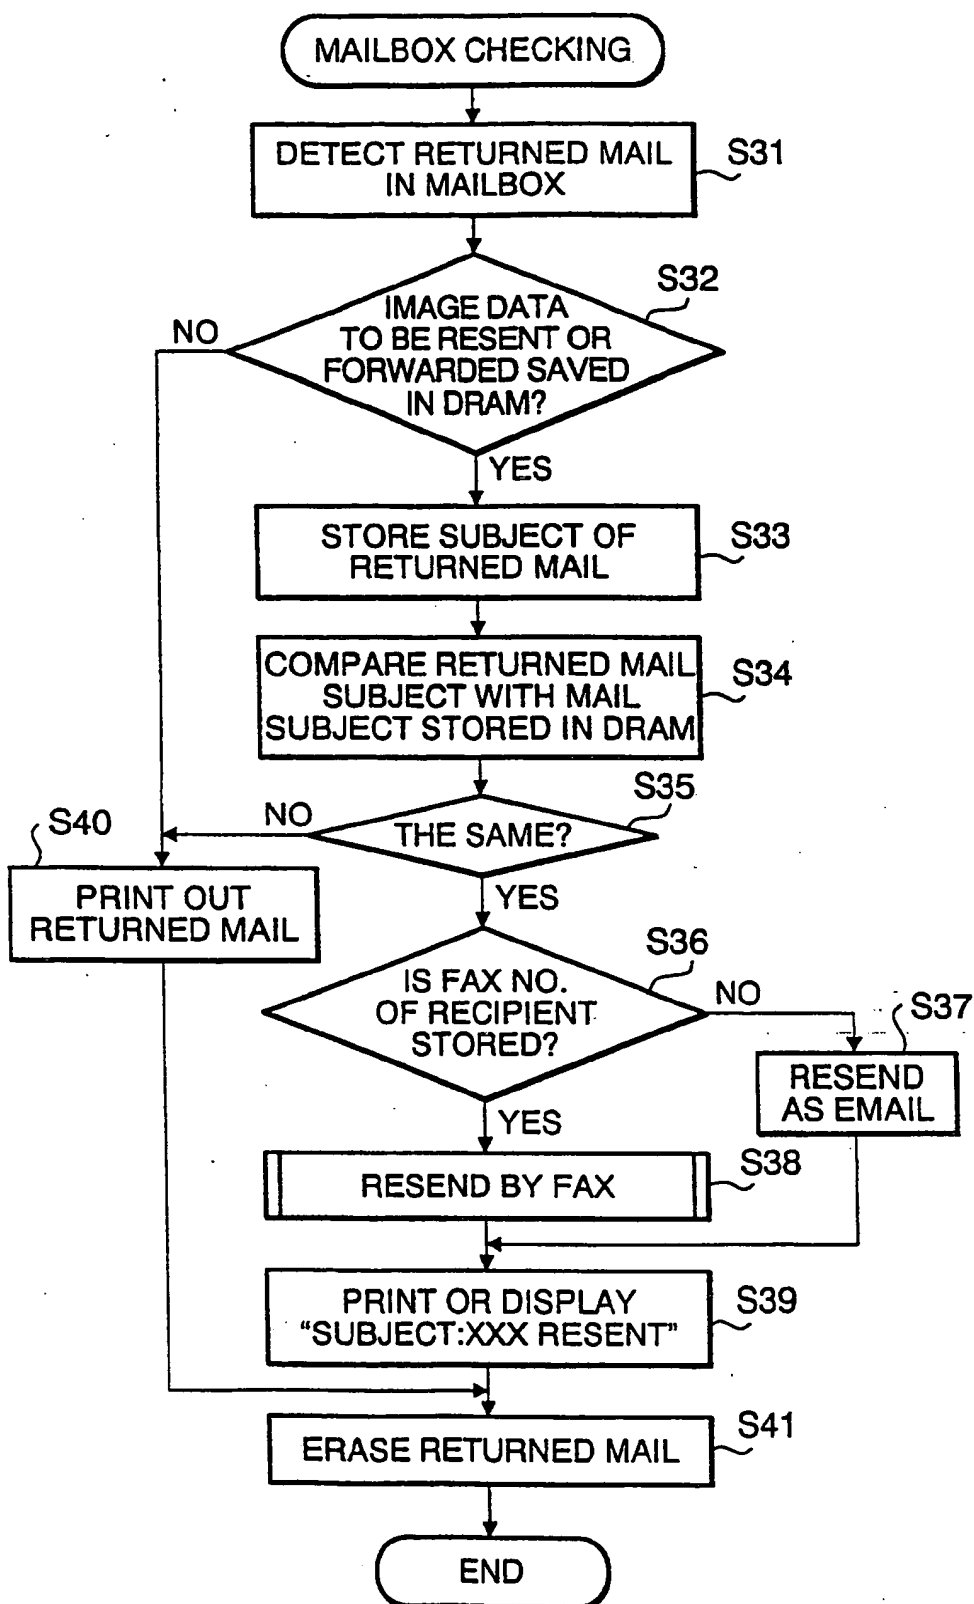 MAILBOX CHECKING
DETECT RETURNED MAIL
IN MAILBOX
S31
S32
IMAGE DATA
TO BE RESENT OR
FORWARDED SAVED
IN DRAM?
NO
YES
STORE SUBJECT OF
RETURNED MAIL
S33
COMPARE RETURNED MAIL
SUBJECT WITH MAIL
SUBJECT STORED IN DRAM
S34
S35
THE SAME?
NO
YES
S40
PRINT OUT
RETURNED MAIL
S36
IS FAX NO.
OF RECIPIENT
STORED?
NO
YES
S37
RESEND
AS EMAIL
RESEND BY FAX
S38
PRINT OR DISPLAY
“SUBJECT:XXX RESENT”
S39
ERASE RETURNED MAIL
S41
END